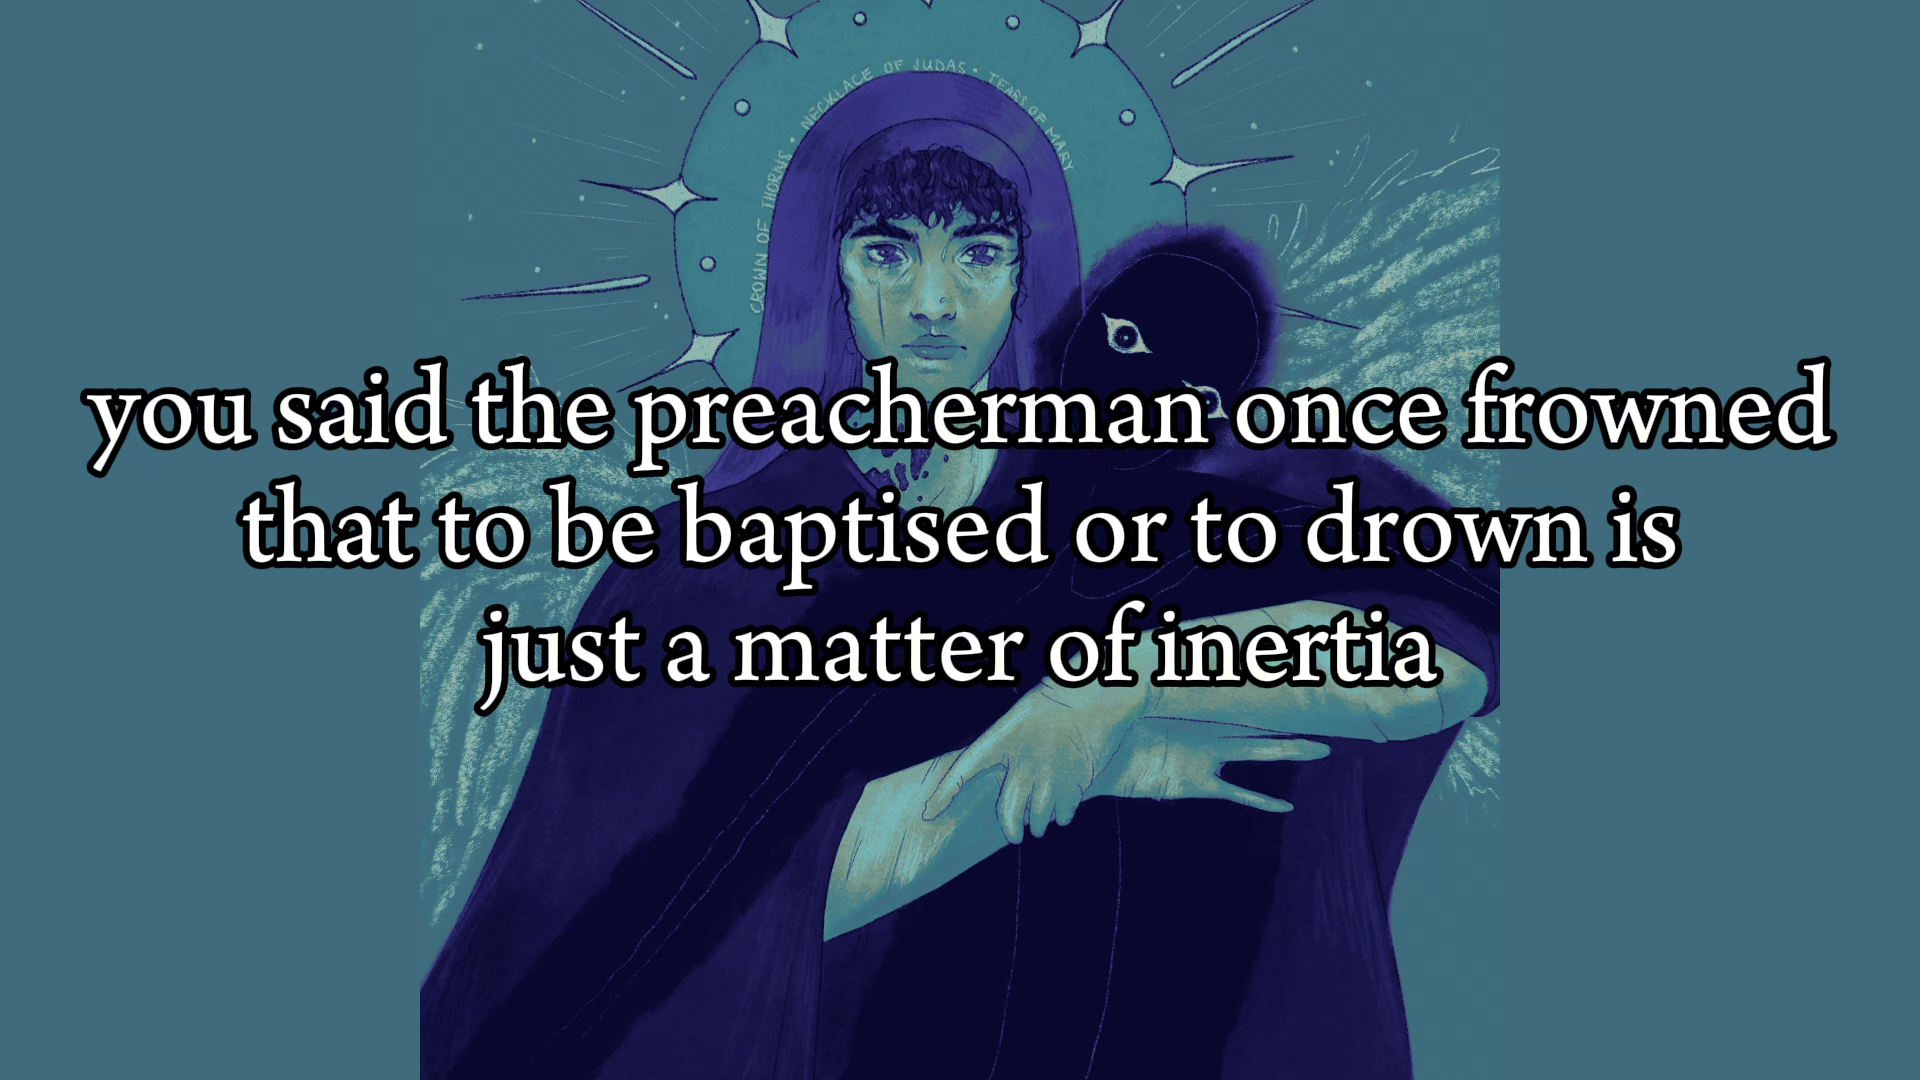 CROWN OF THORNS • NECKLACE OF JUDAS • TEARS OF MARY
you said the preacherman once frowned
that to be baptised or to drown is
just a matter of inertia